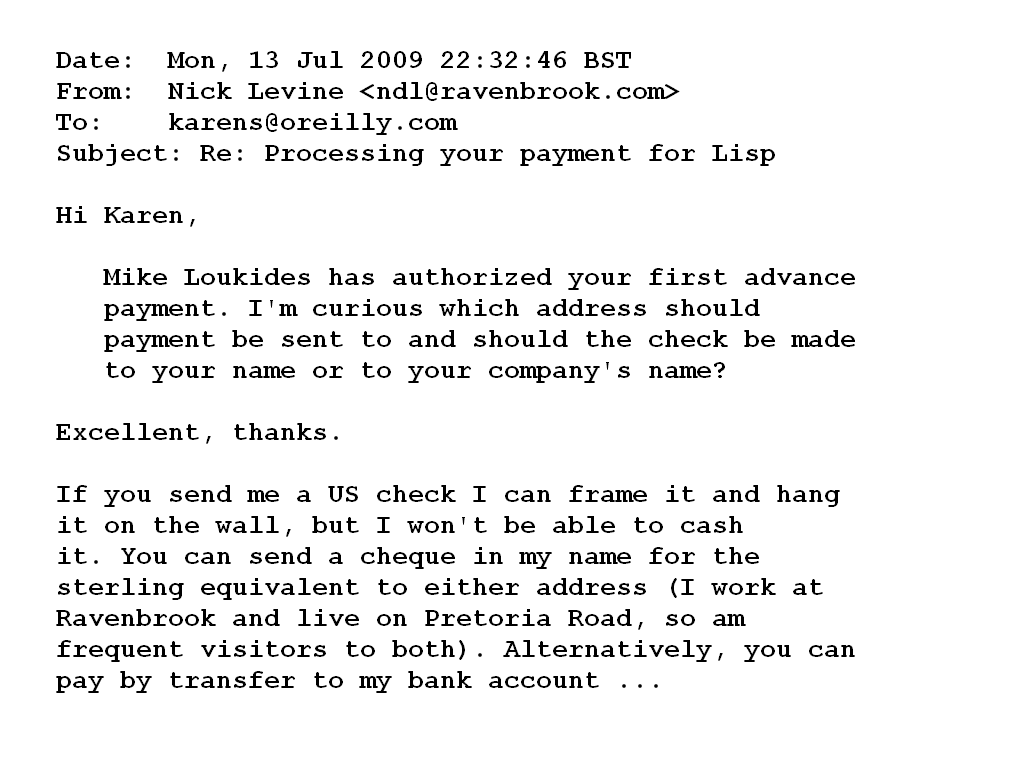 Date:  Mon, 13 Jul 2009 22:32:46 BST
From:  Nick Levine <ndl@ravenbrook.com>
To:    karens@oreilly.com
Subject: Re: Processing your payment for Lisp

Hi Karen,

   Mike Loukides has authorized your first advance
   payment. I'm curious which address should
   payment be sent to and should the check be made
   to your name or to your company's name?

Excellent, thanks.

If you send me a US check I can frame it and hang
it on the wall, but I won't be able to cash
it. You can send a cheque in my name for the
sterling equivalent to either address (I work at
Ravenbrook and live on Pretoria Road, so am
frequent visitors to both). Alternatively, you can
pay by transfer to my bank account ...